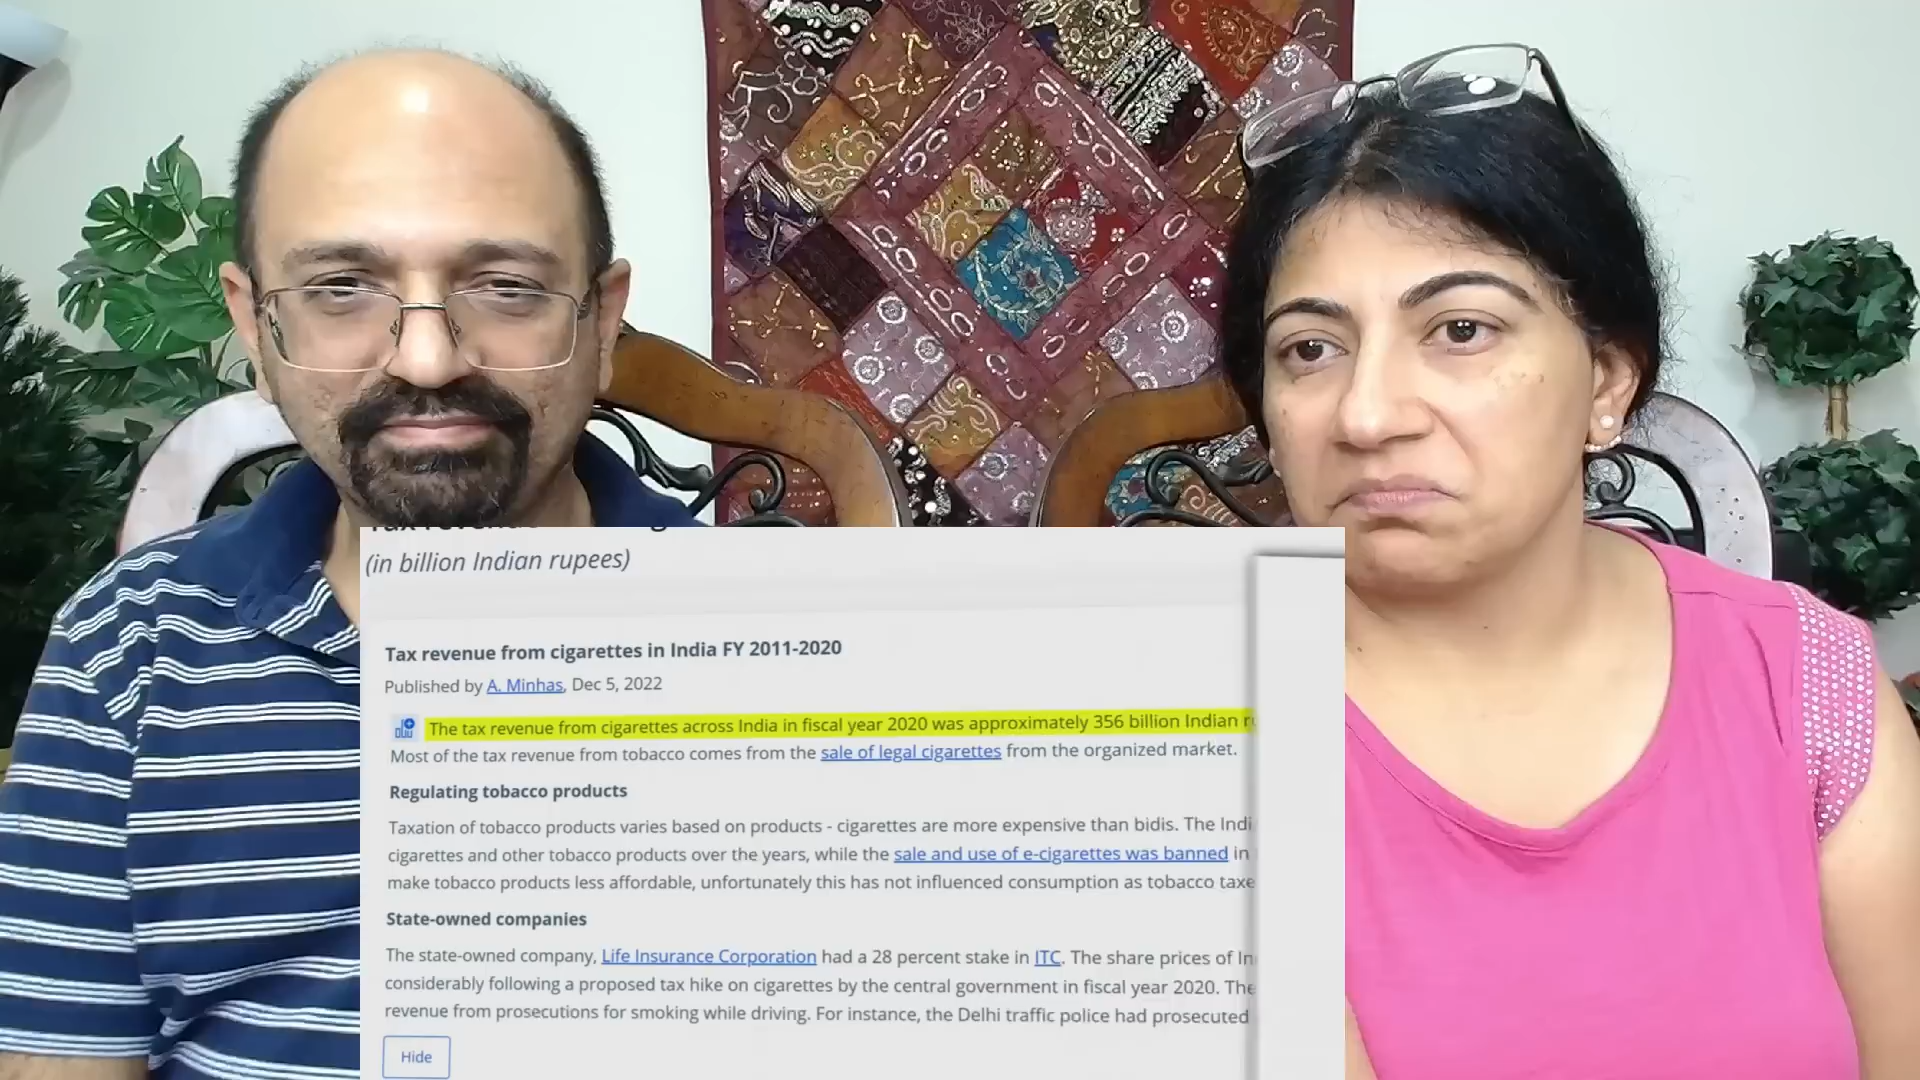 (in billion Indian rupees)
Tax revenue from cigarettes in India FY 2011-2020
Published by A. Minhas, Dec 5, 2022
The tax revenue from cigarettes across India in fiscal year 2020 was approximately 356 billion Indian
Most of the tax revenue from tobacco comes from the sale of legal cigarettes from the organized market.
Regulating tobacco products
Taxation of tobacco products varies based on products - cigarettes are more expensive than bidis. The
cigarettes and other tobacco products over the years, while the sale and use of e-cigarettes was banned in
make tobacco products less affordable, unfortunately this has not influenced consumption as tobacco
State-owned companies
The state-owned company, Life Insurance Corporation had a 28 percent stake in ITC. The share prices of
considerably following a proposed tax hike on cigarettes by the central government in fiscal year 2020.
revenue from prosecutions for smoking while driving. For instance, the Delhi traffic police had prosecuted
Hide